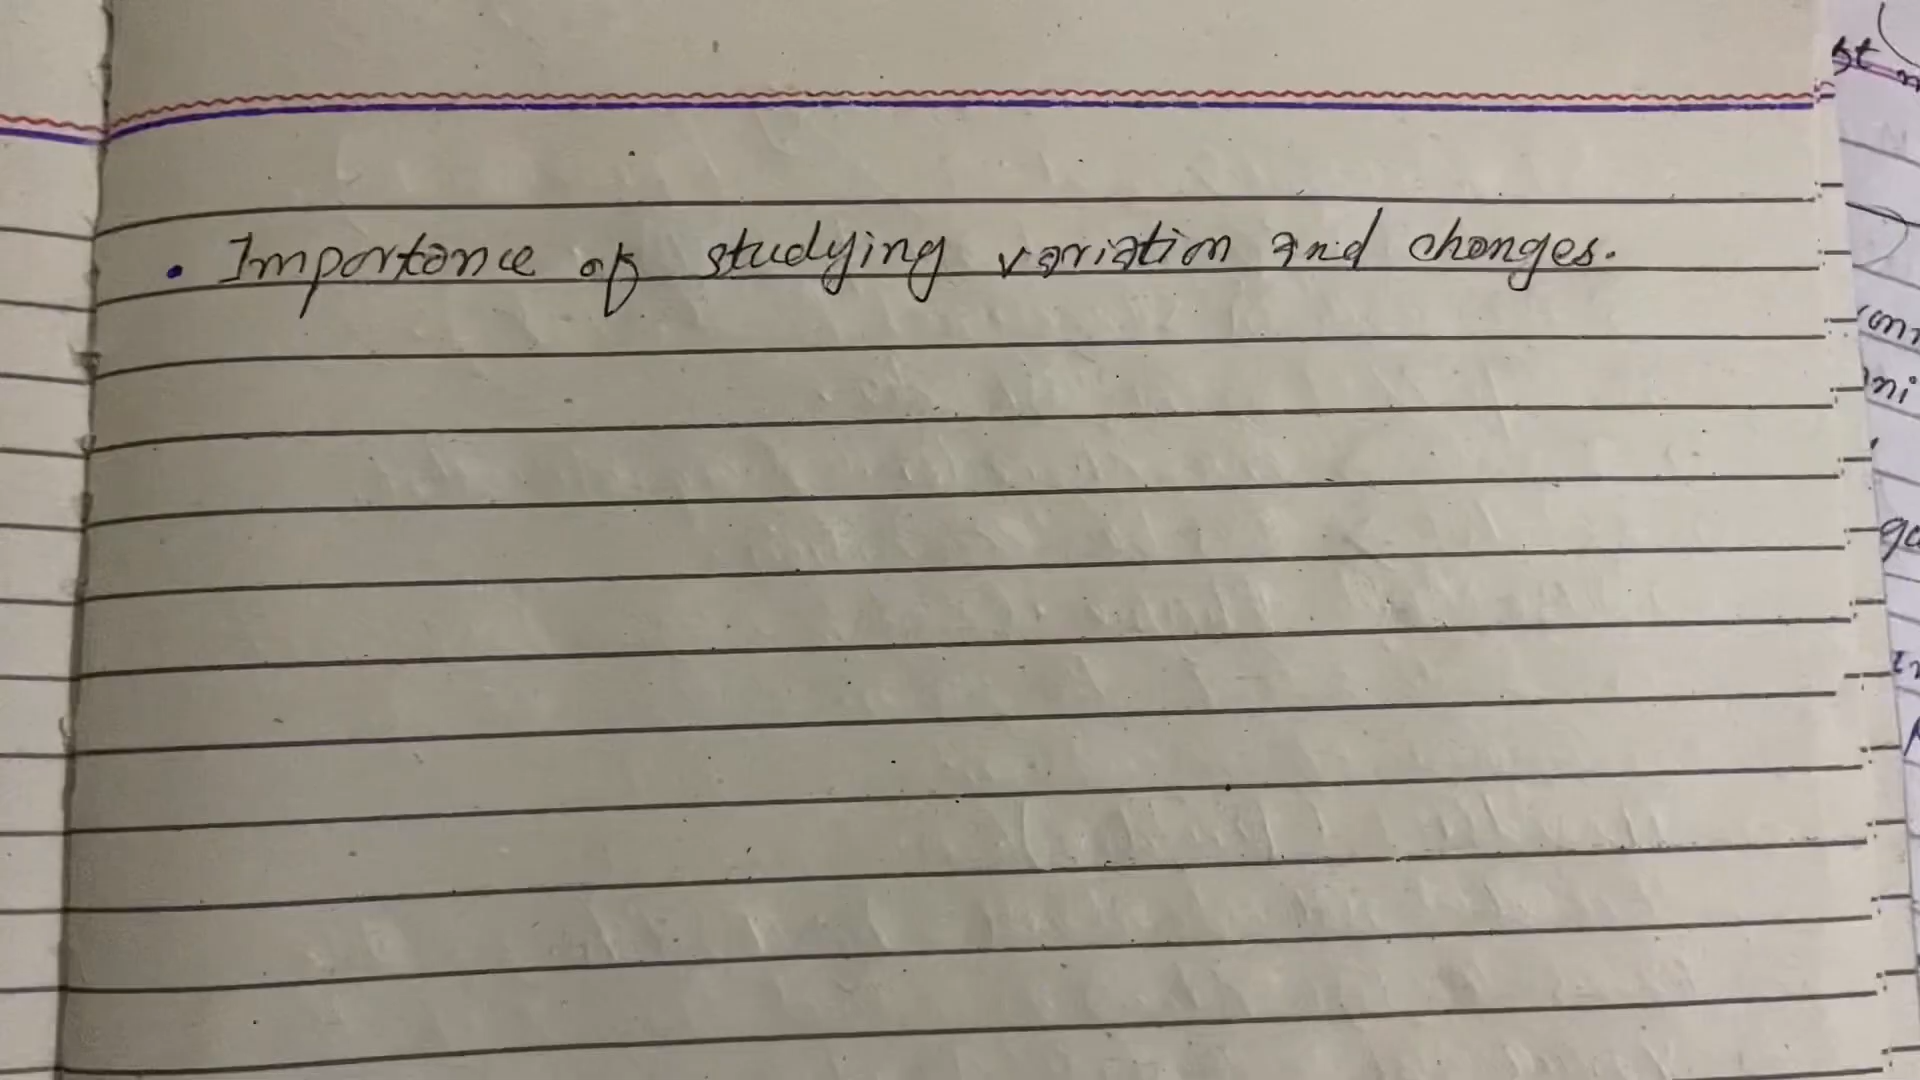 • Importance of studying variation and changes.